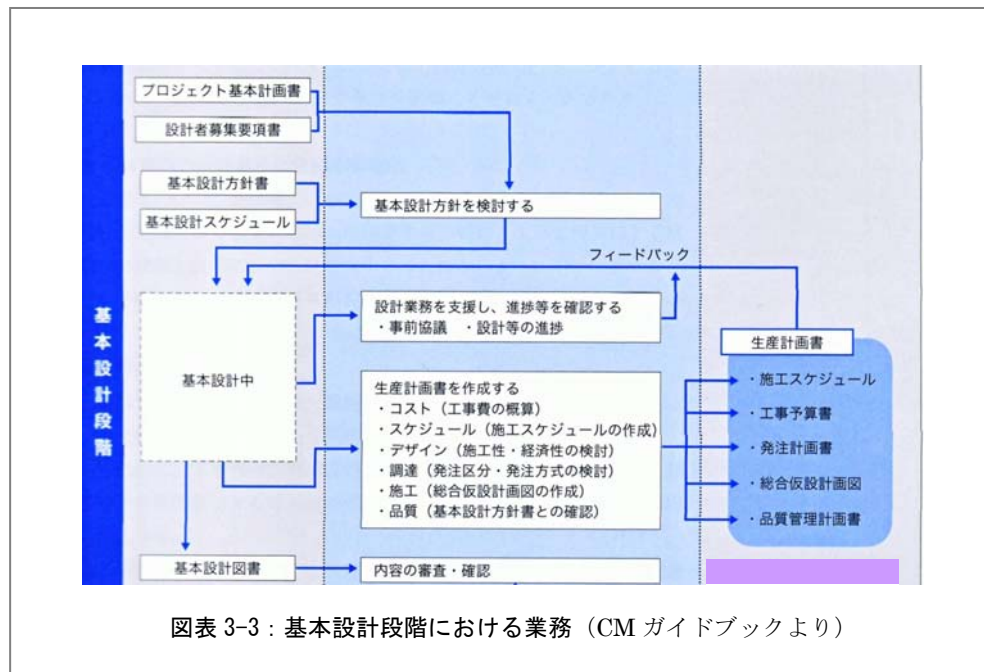 プロジェクト基本計画書
設計者募集要項書
基本設計方針書
基本設計スケジュール
基本設計方針を検討する
フィードバック
基本設計段階
基本設計中
設計業務を支援し、進捗等を確認する
・事前協議 ・設計等の進捗
生産計画書を作成する
・コスト（工事費の概算）
・スケジュール（施工スケジュールの作成）
・デザイン（施工性・経済性の検討）
・調達（発注区分・発注方式の検討）
・施工（総合仮設計画図の作成）
・品質（基本設計方針書との確認）
生産計画書
・施工スケジュール
・工事予算書
・発注計画書
・総合仮設計画図
・品質管理計画書
基本設計図書
内容の審査・確認
図表 3-3：基本設計段階における業務（CM ガイドブックより）